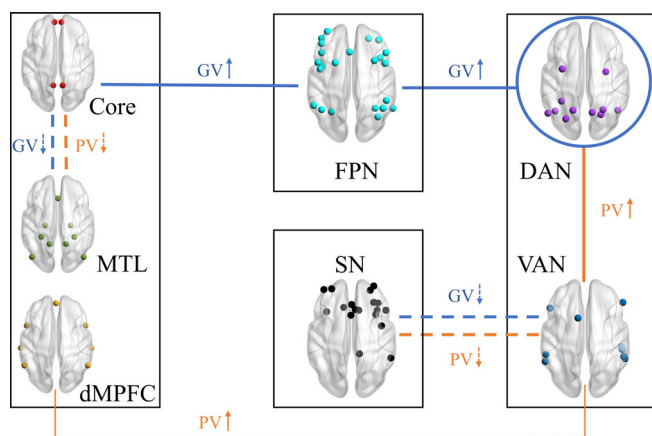 GV↑
GV↑
Core
GV⇣
PV⇣
FPN
DAN
PV↑
MTL
SN
VAN
GV⇣
PV⇣
dMPFC
PV↑